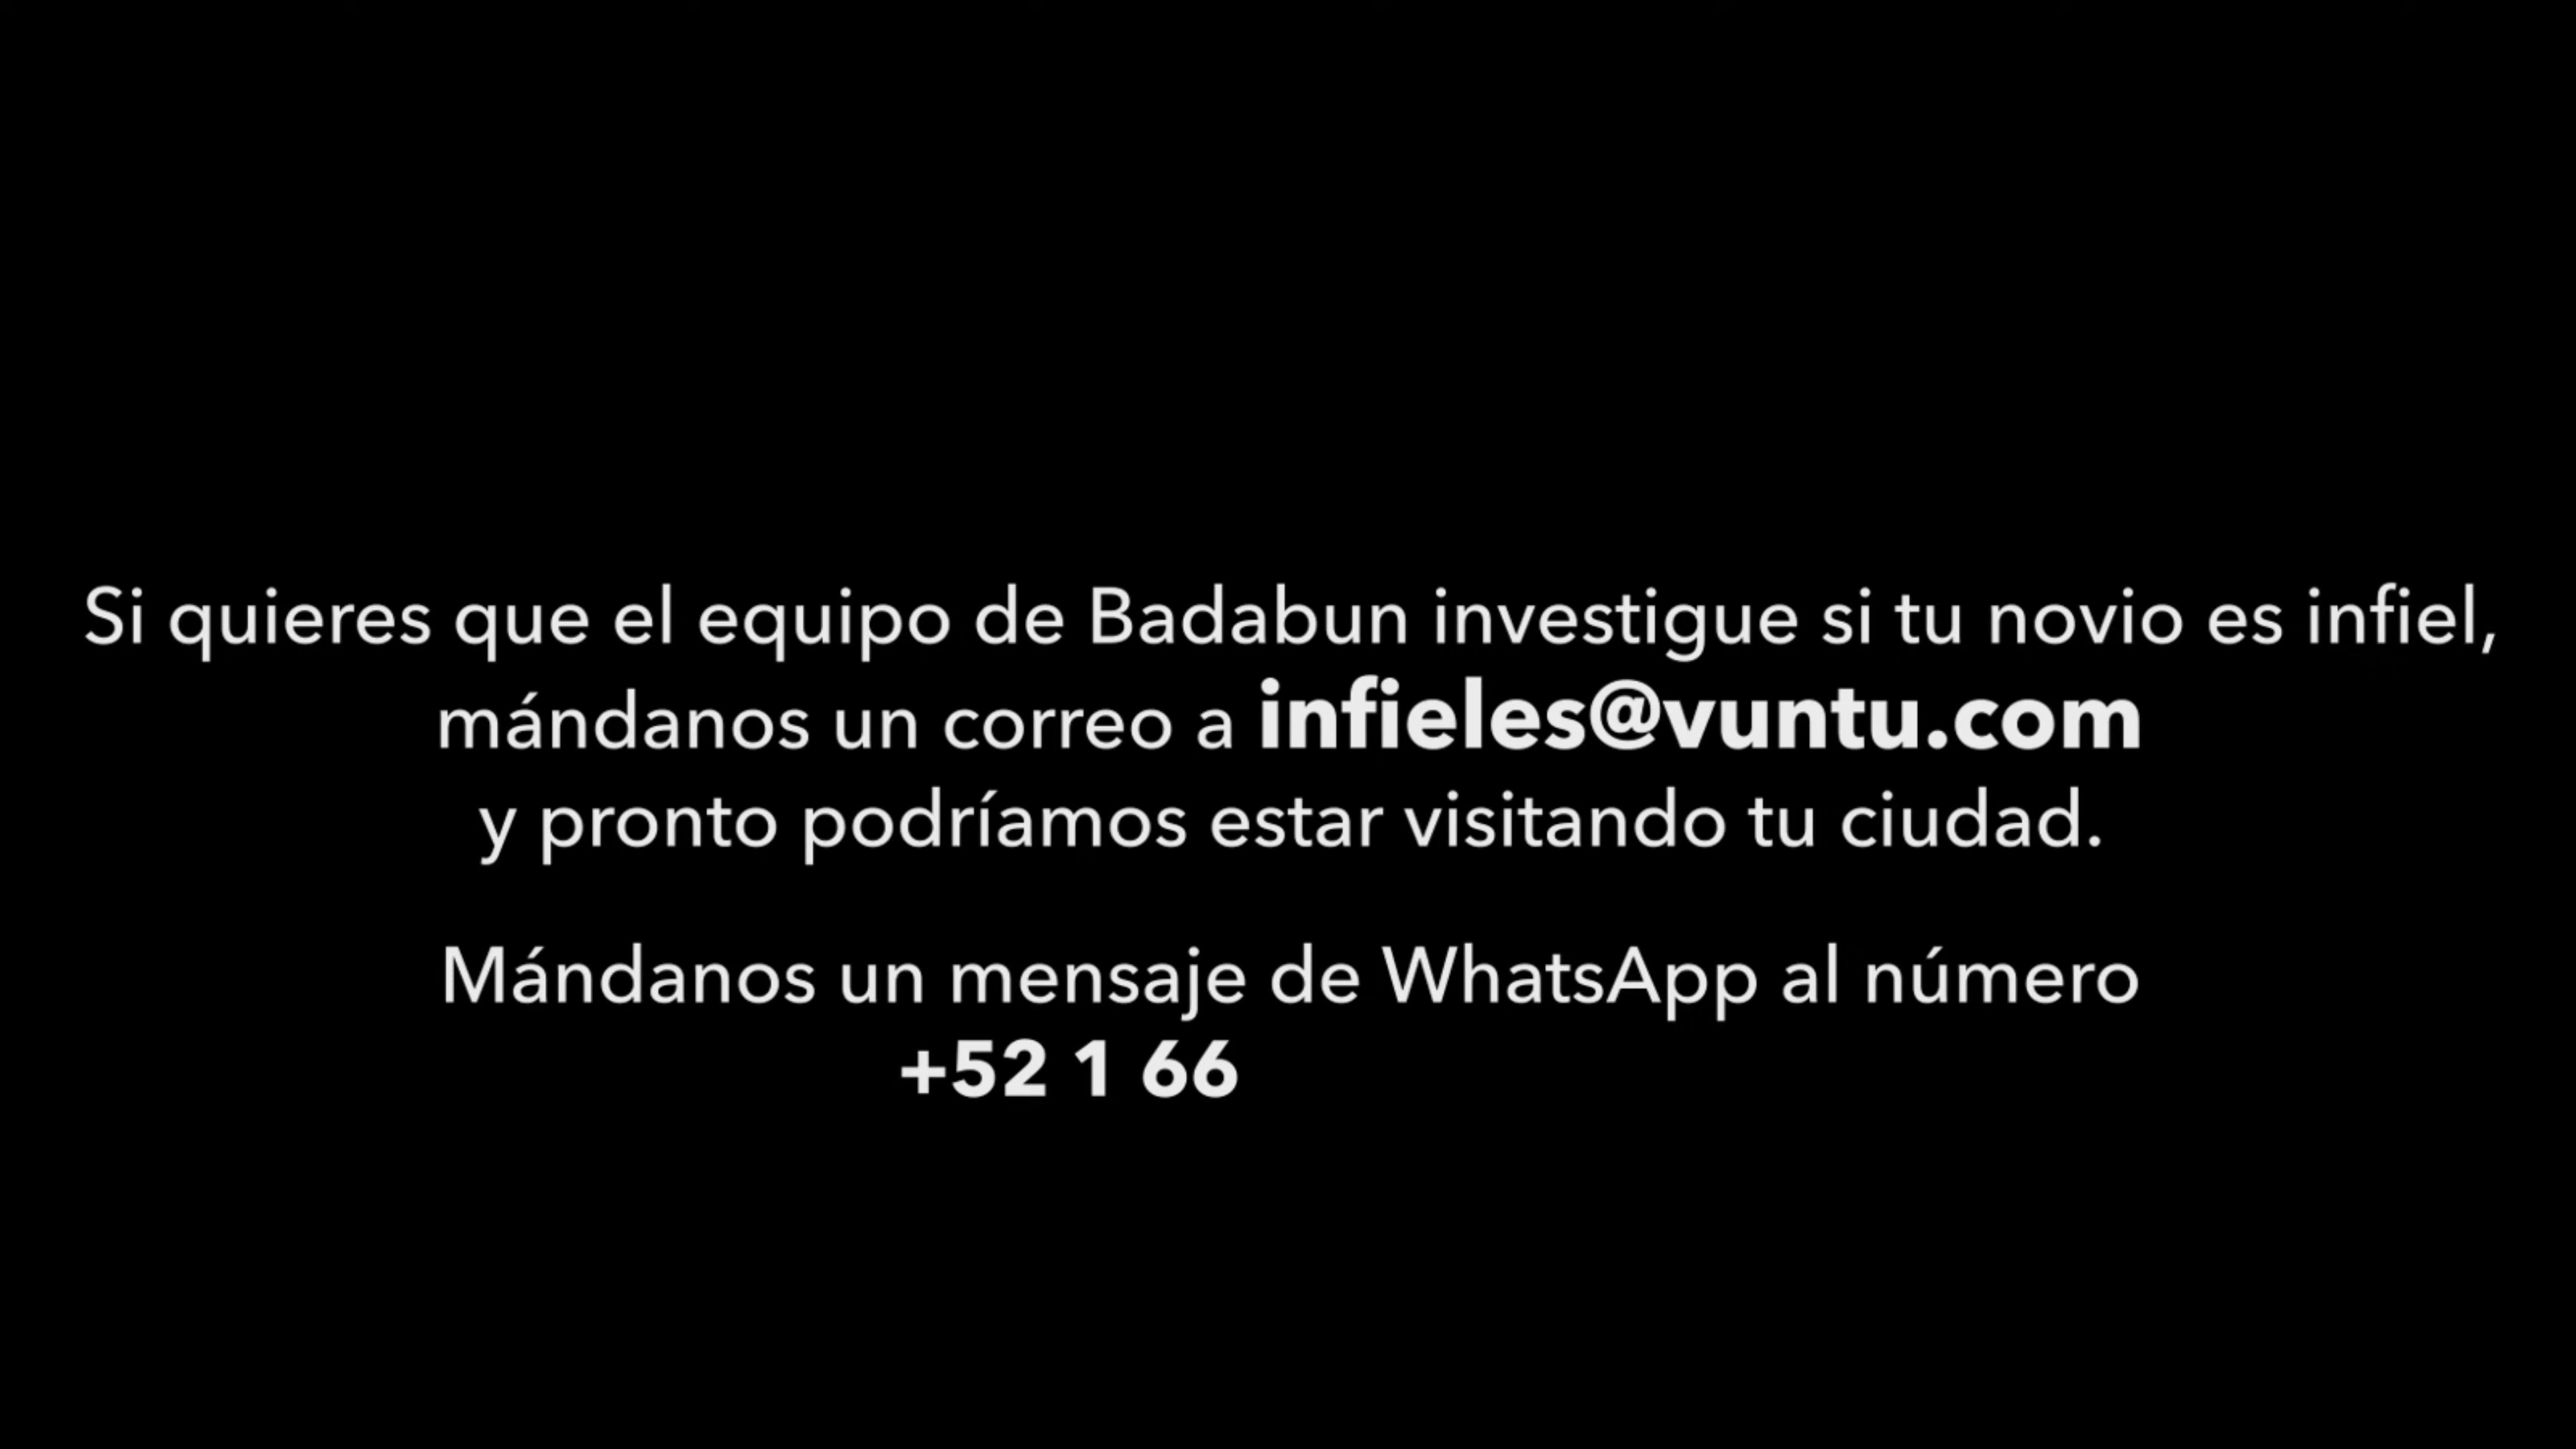 Si quieres que el equipo de Badabun investigue si tu novio es infiel,
mándanos un correo a infieles@vuntu.com
y pronto podríamos estar visitando tu ciudad.
Mándanos un mensaje de WhatsApp al número
+52 1 66